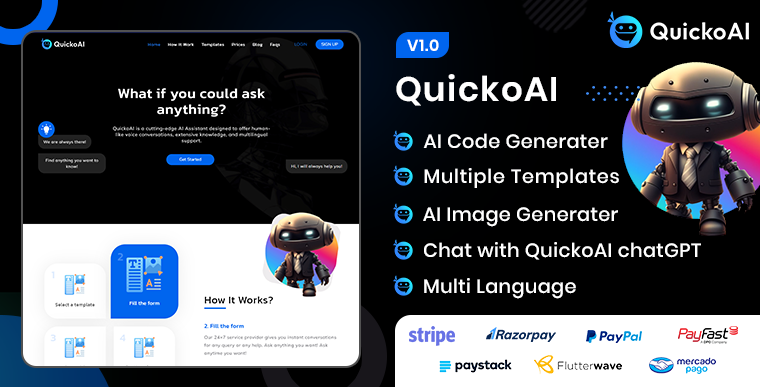 QuickoAI
Home How It Work Templates Prices Blog Faqs LOGIN SIGN UP
What if you could ask
anything?
QuickoAI is a cutting-edge AI Assistant designed to offer human-
like voice conversations, extensive knowledge, and multilingual
support.
Get Started
We are always there!
Find anything you want to
know!
Hi, I will always help you!
1
Select a template
2
Fill the form
3
4
How It Works?
2. Fill the form
Our 24x7 service provider gives you instant conversations
for any query or any help. Ask anything you want! Ask
anytime you want!
V1.0
QuickoAI
QuickoAI
AI Code Generater
Multiple Templates
AI Image Generater
Chat with QuickoAI chatGPT
Multi Language
stripe
Razorpay
PayPal
PayFast
a DPO Company
paystack
Flutterwave
mercado
pago